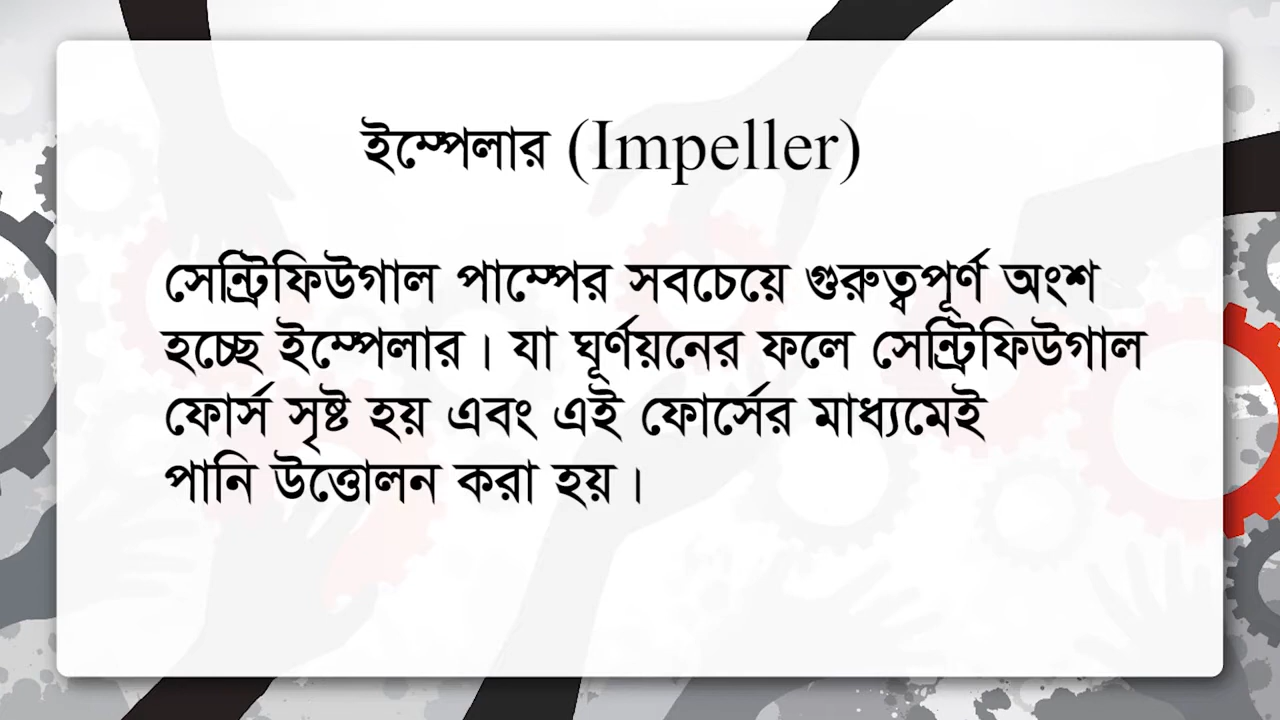 ইম্পেলার (Impeller)
সেন্ট্রিফিউগাল পাম্পের সবচেয়ে গুরুত্বপূর্ণ অংশ
হচ্ছে ইম্পেলার। যা ঘূর্ণয়নের ফলে সেন্ট্রিফিউগাল
ফোর্স সৃষ্ট হয় এবং এই ফোর্সের মাধ্যমেই
পানি উত্তোলন করা হয়।